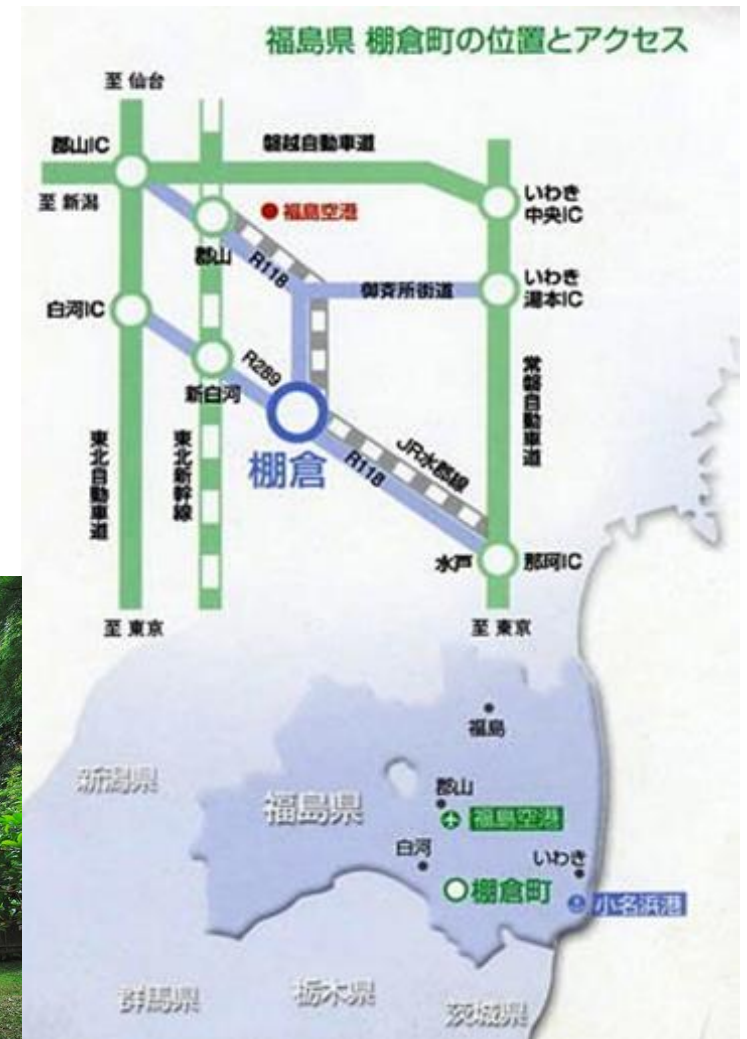 福島県 棚倉町の位置とアクセス
至 仙台
郡山IC
磐越自動車道
至 新潟
いわき
中央IC
福島空港
郡山
R118
御斉所街道
いわき
湯本IC
白河IC
R289
新白河
常磐自動車道
棚倉
JR水郡線
R118
東北自動車道
東北新幹線
水戸
那珂IC
至 東京
至 東京
福島
新潟県
福島県
郡山
福島空港
白河
いわき
棚倉町
小名浜港
群馬県
栃木県
茨城県